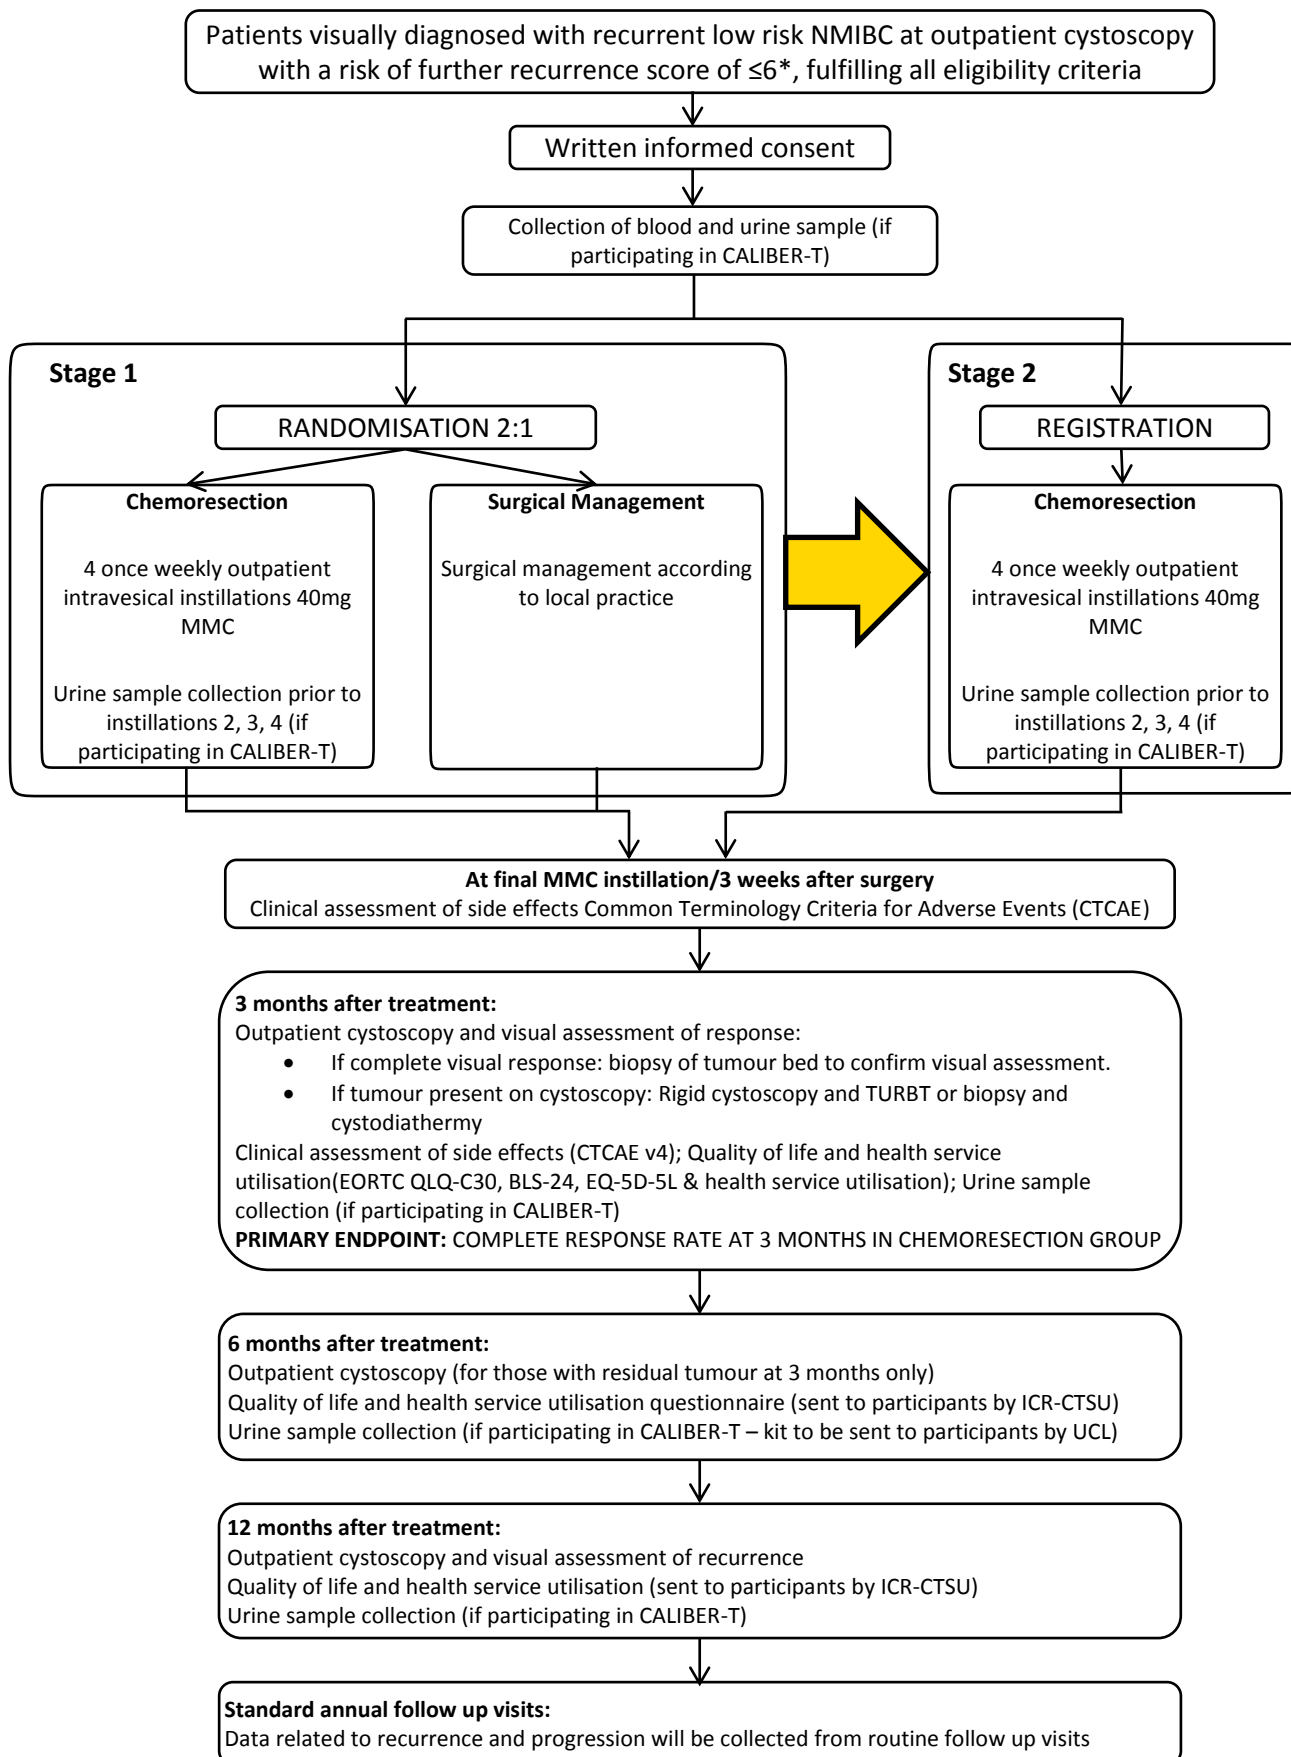 Patients visually diagnosed with recurrent low risk NMIBC at outpatient cystoscopy
with a risk of further recurrence score of ≤6*, fulfilling all eligibility criteria
Written informed consent
Collection of blood and urine sample (if
participating in CALIBER-T)
Stage 1
RANDOMISATION 2:1
Chemoresection
4 once weekly outpatient
intravesical instillations 40mg
MMC
Urine sample collection prior to
instillations 2, 3, 4 (if
participating in CALIBER-T)
Surgical Management
Surgical management according
to local practice
Stage 2
REGISTRATION
Chemoresection
4 once weekly outpatient
intravesical instillations 40mg
MMC
Urine sample collection prior to
instillations 2, 3, 4 (if
participating in CALIBER-T)
At final MMC instillation/3 weeks after surgery
Clinical assessment of side effects Common Terminology Criteria for Adverse Events (CTCAE)
3 months after treatment:
Outpatient cystoscopy and visual assessment of response:
• If complete visual response: biopsy of tumour bed to confirm visual assessment.
• If tumour present on cystoscopy: Rigid cystoscopy and TURBT or biopsy and
cystodiathermy
Clinical assessment of side effects (CTCAE v4); Quality of life and health service
utilisation(EORTC QLQ-C30, BLS-24, EQ-5D-5L & health service utilisation); Urine sample
collection (if participating in CALIBER-T)
PRIMARY ENDPOINT: COMPLETE RESPONSE RATE AT 3 MONTHS IN CHEMORESECTION GROUP
6 months after treatment:
Outpatient cystoscopy (for those with residual tumour at 3 months only)
Quality of life and health service utilisation questionnaire (sent to participants by ICR-CTSU)
Urine sample collection (if participating in CALIBER-T – kit to be sent to participants by UCL)
12 months after treatment:
Outpatient cystoscopy and visual assessment of recurrence
Quality of life and health service utilisation (sent to participants by ICR-CTSU)
Urine sample collection (if participating in CALIBER-T)
Standard annual follow up visits:
Data related to recurrence and progression will be collected from routine follow up visits